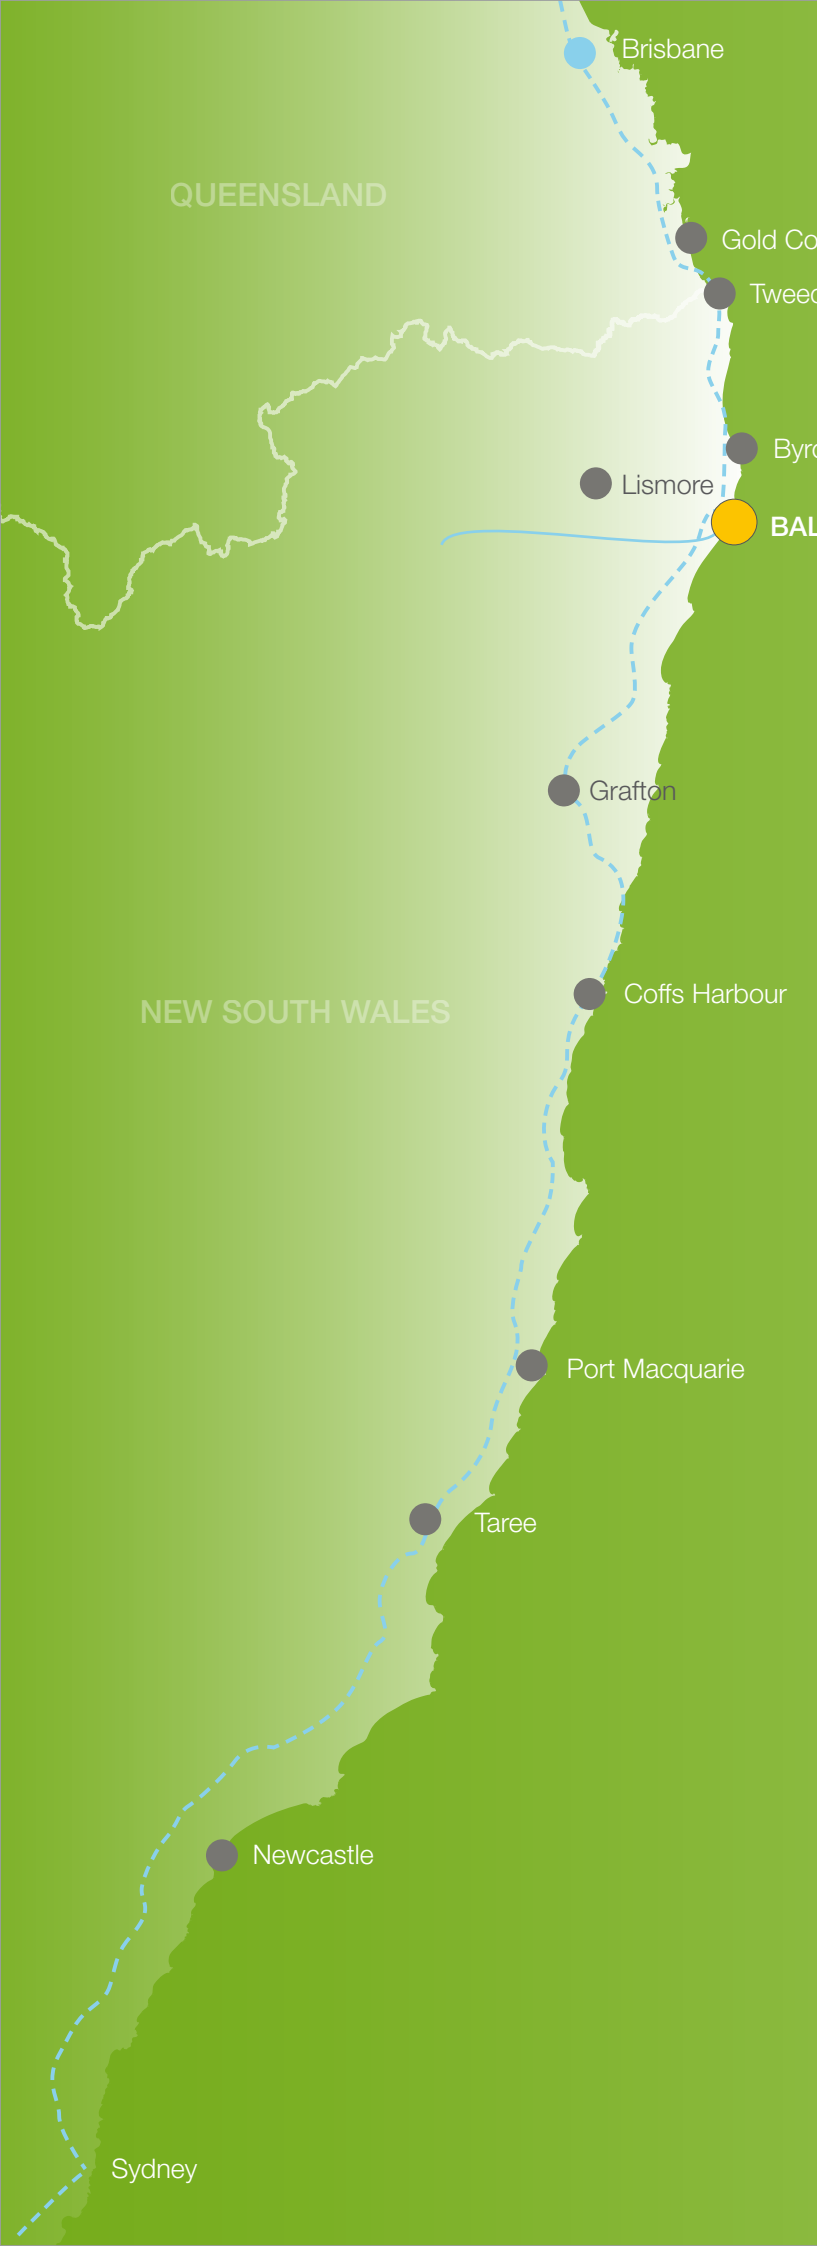 Brisbane
QUEENSLAND
Gold Co
Tweed
Byro
Lismore
BAL
Grafton
Coffs Harbour
NEW SOUTH WALES
Port Macquarie
Taree
Newcastle
Sydney